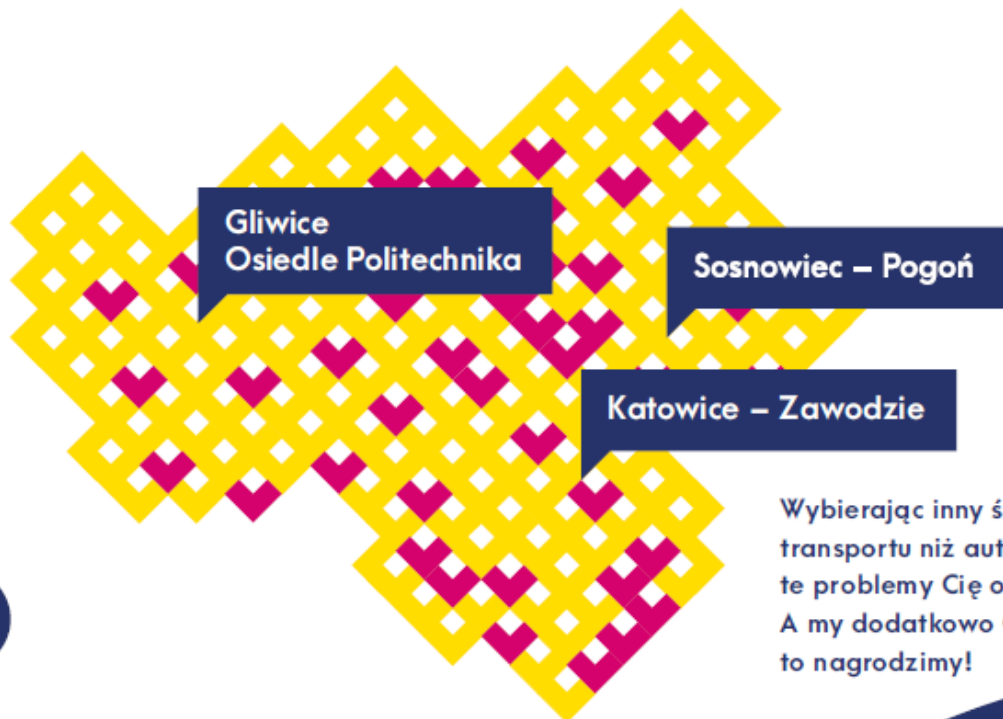 Gliwice
Osiedle Politechnika
Sosnowiec – Pogoń
Katowice – Zawodzie
Wybierając inny
transportu niż
te problemy Cię
A my dodatkowo
to nagrodzimy!